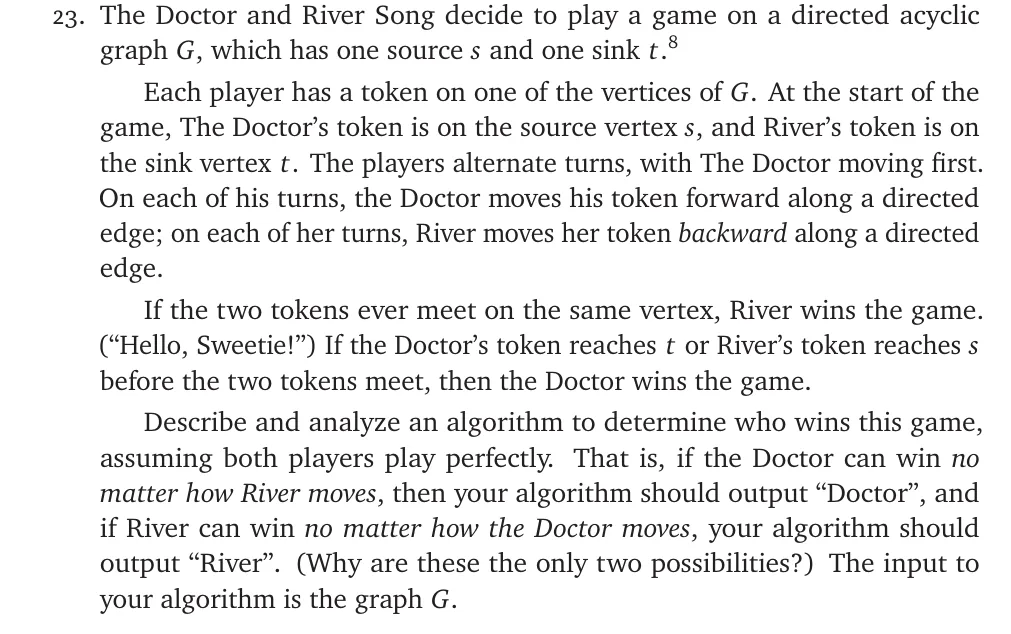 23. The Doctor and River Song decide to play a game on a directed acyclic
graph G, which has one source s and one sink t.⁸
Each player has a token on one of the vertices of G. At the start of the
game, The Doctor’s token is on the source vertex s, and River’s token is on
the sink vertex t. The players alternate turns, with The Doctor moving first.
On each of his turns, the Doctor moves his token forward along a directed
edge; on each of her turns, River moves her token backward along a directed
edge.
If the two tokens ever meet on the same vertex, River wins the game.
(“Hello, Sweetie!”) If the Doctor’s token reaches t or River’s token reaches s
before the two tokens meet, then the Doctor wins the game.
Describe and analyze an algorithm to determine who wins this game,
assuming both players play perfectly. That is, if the Doctor can win no
matter how River moves, then your algorithm should output “Doctor”, and
if River can win no matter how the Doctor moves, your algorithm should
output “River”. (Why are these the only two possibilities?) The input to
your algorithm is the graph G.